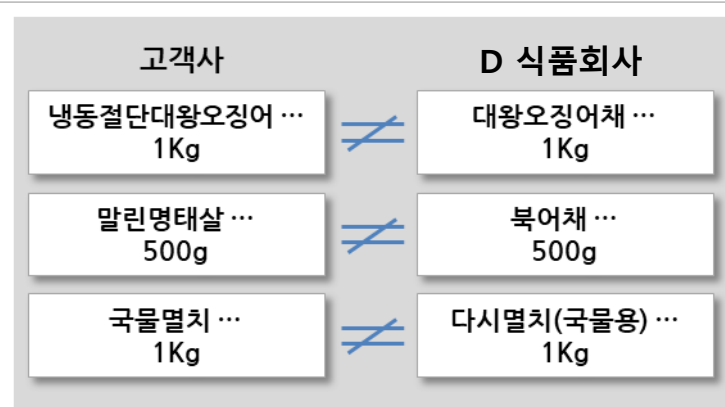 고객사
D 식품회사
냉동절단대왕오징어 ⋯
1Kg
≠
대왕오징어채 ⋯
1Kg
말린명태살 ⋯
500g
≠
북어채 ⋯
500g
국물멸치 ⋯
1Kg
≠
다시멸치(국물용) ⋯
1Kg